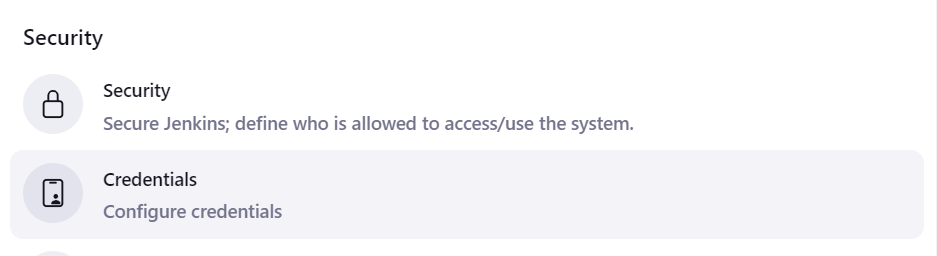 Security
Security
Secure Jenkins; define who is allowed to access/use the system.
Credentials
Configure credentials